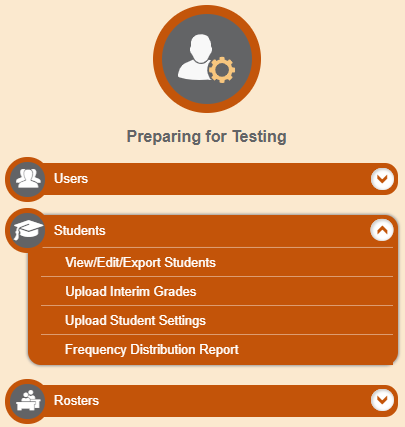 Preparing for Testing
Users
Students
View/Edit/Export Students
Upload Interim Grades
Upload Student Settings
Frequency Distribution Report
Rosters